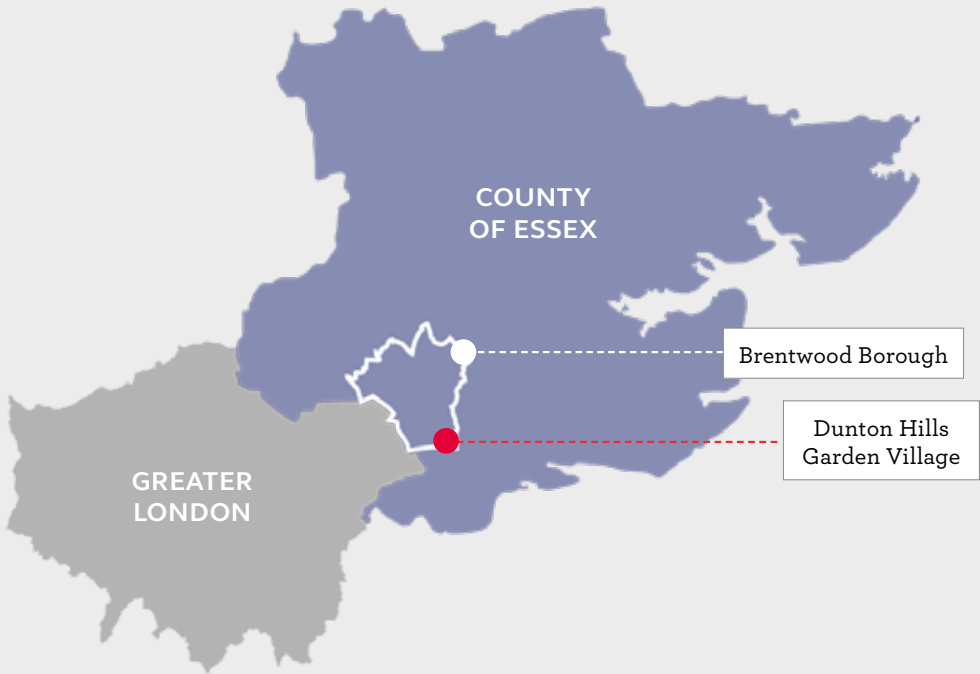 COUNTY
OF ESSEX
Brentwood Borough
Dunton Hills
Garden Village
GREATER
LONDON